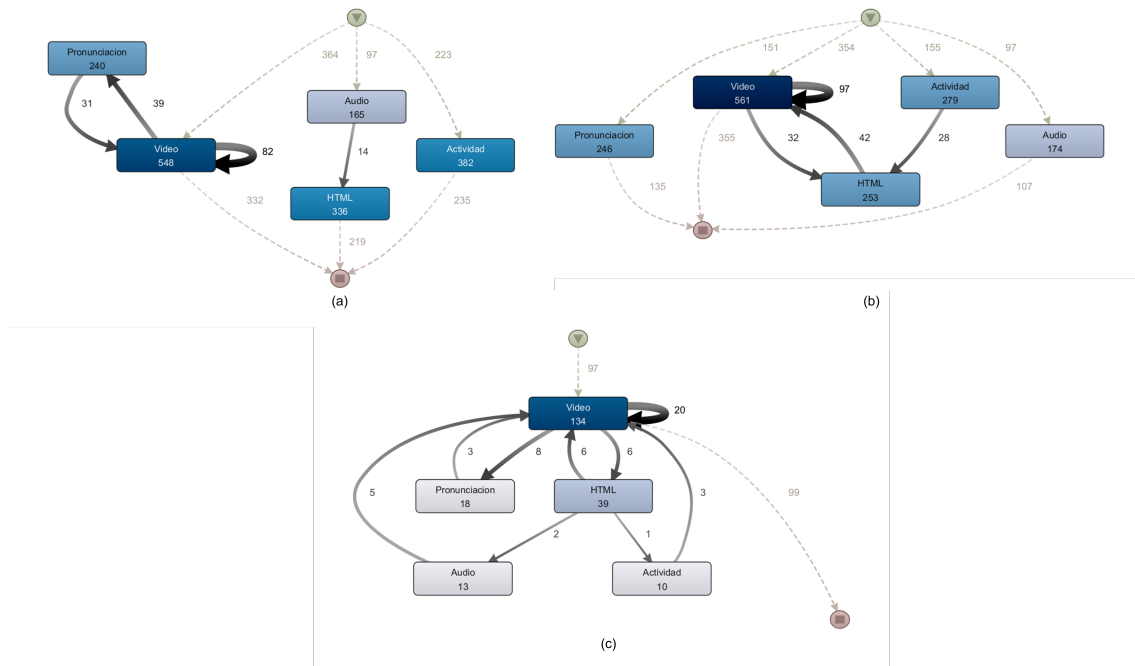 364
97
223
Pronunciacion
240
31
39
Audio
165
Video
548
82
14
Actividad
382
HTML
336
332
219
235
(a)
151
354
155
97
Video
561
97
Actividad
279
Pronunciacion
246
355
32
42
28
Audio
174
HTML
253
135
107
(b)
97
Video
134
20
3
8
6
6
5
Pronunciacion
18
HTML
39
3
99
2
1
Audio
13
Actividad
10
(c)